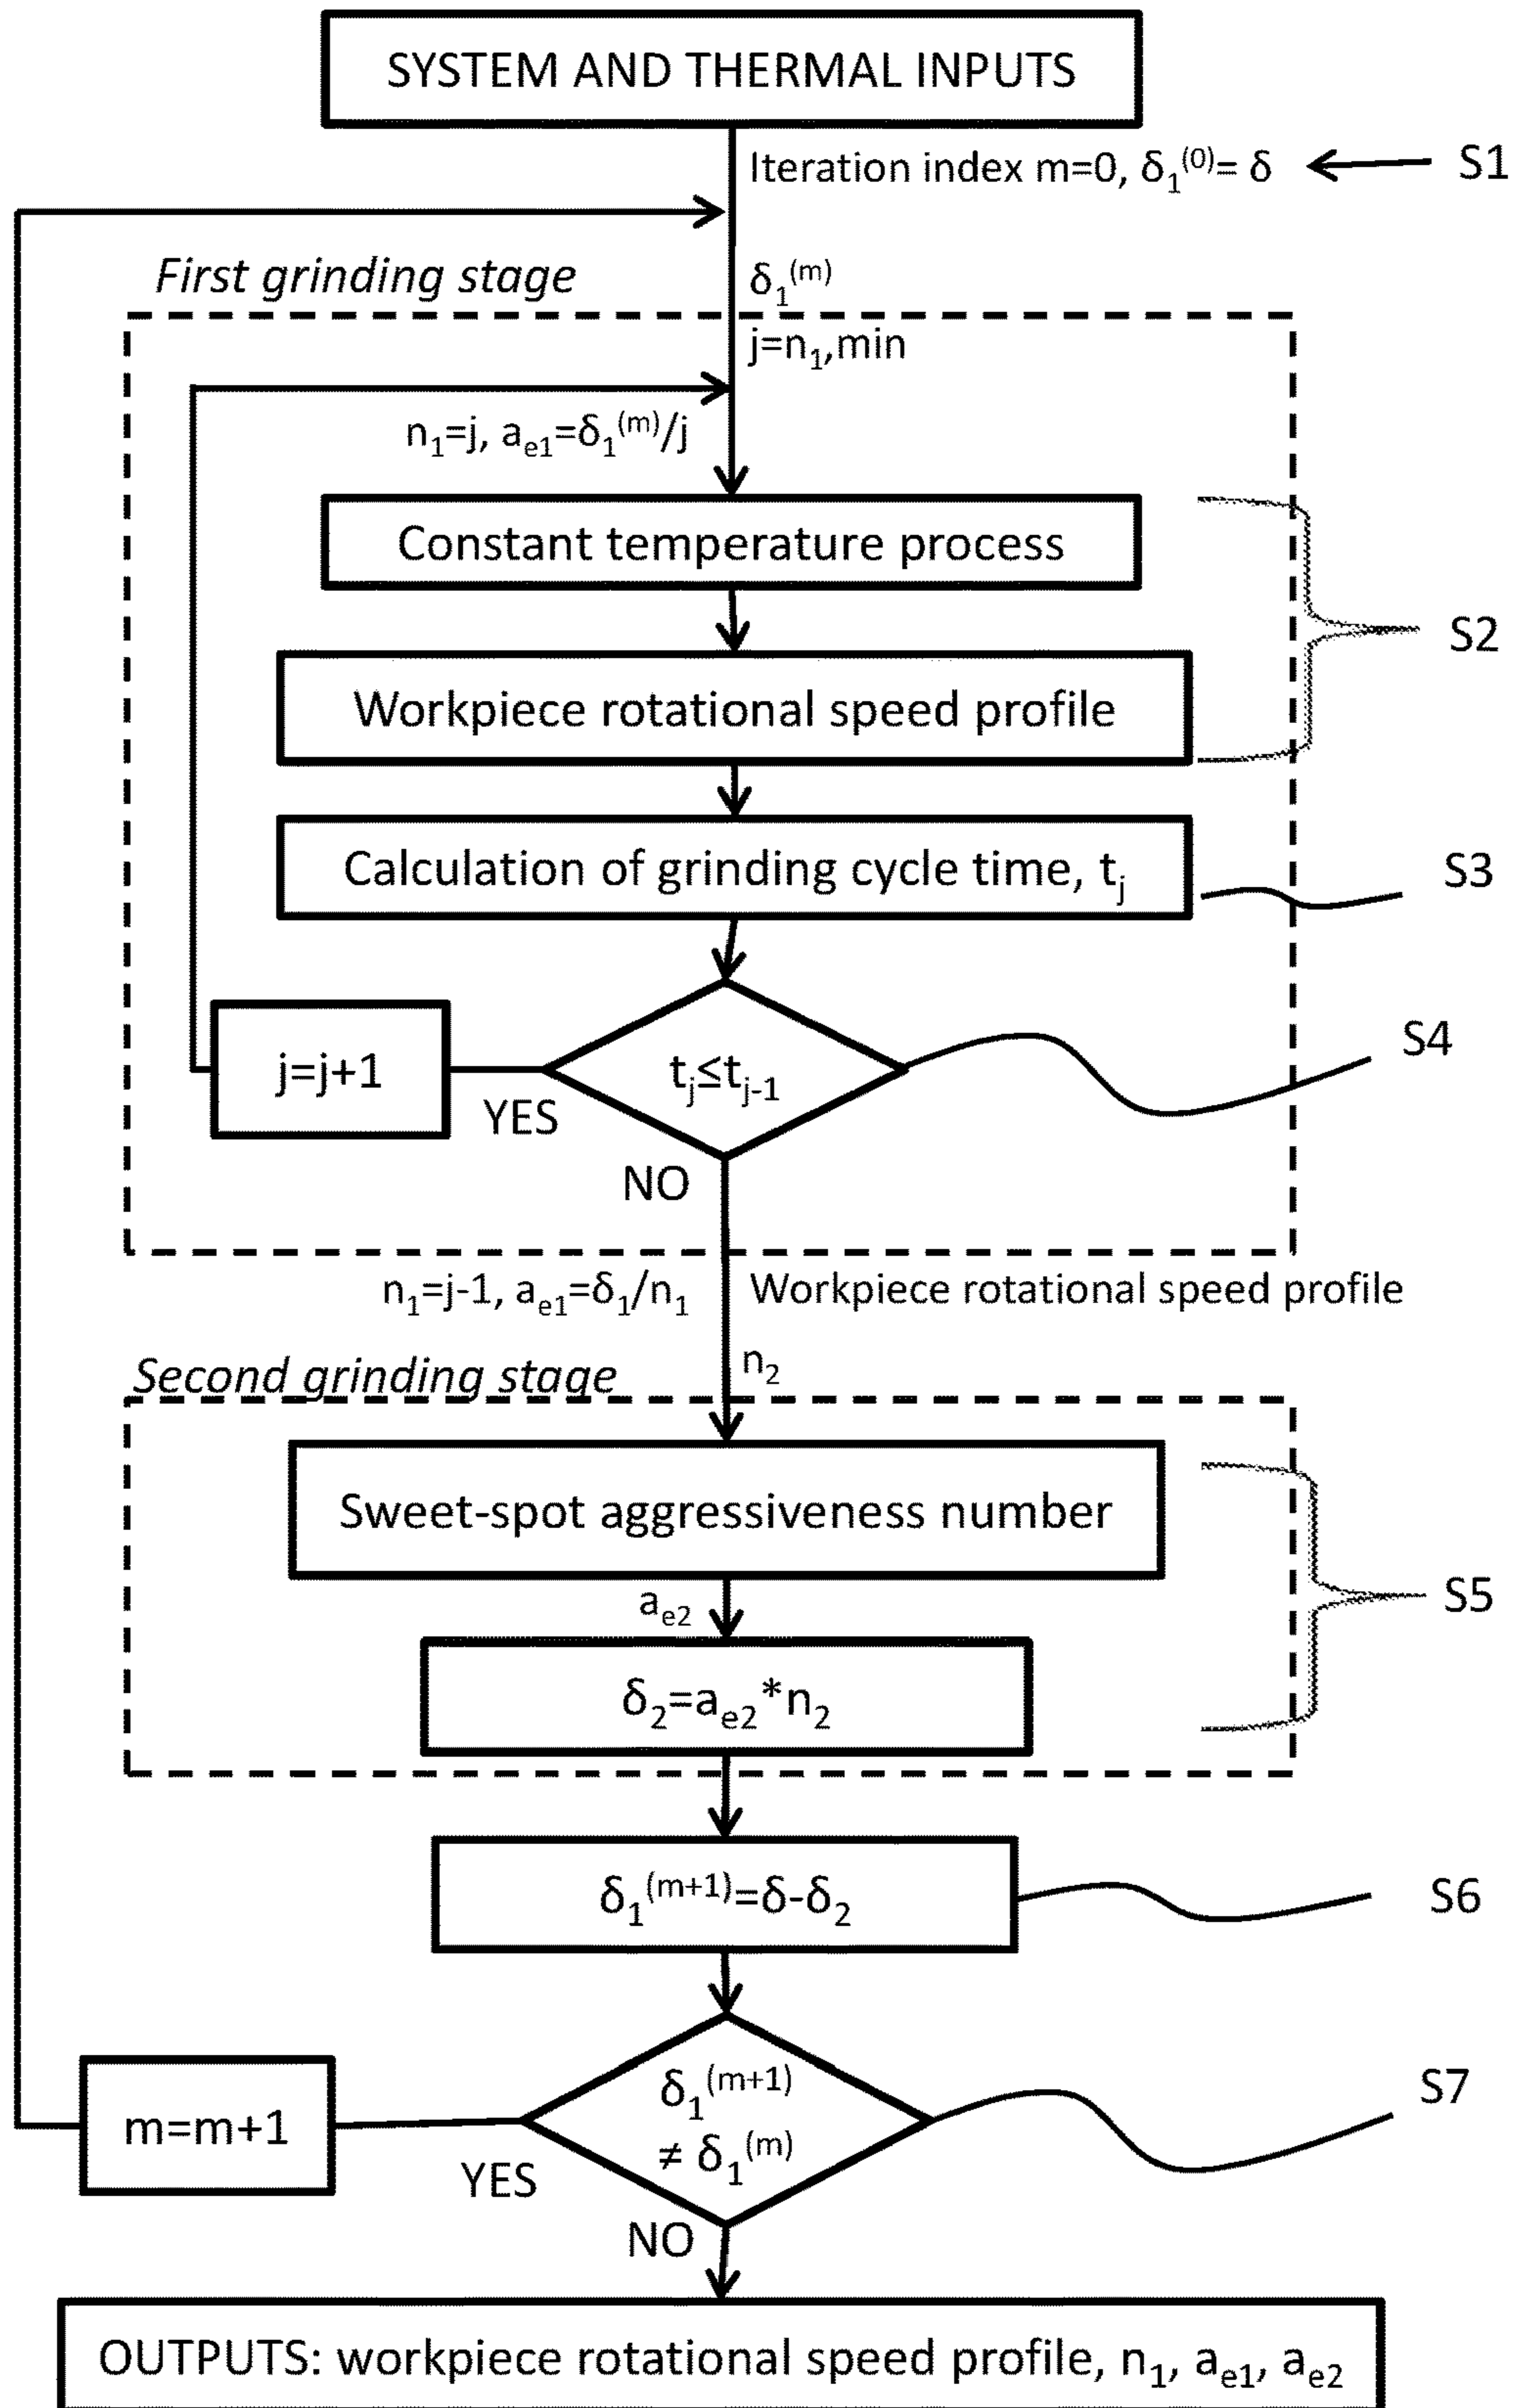 SYSTEM AND THERMAL INPUTS
Iteration index m=0, δ₁⁽⁰⁾= δ
S1
First grinding stage
δ₁⁽ᵐ⁾
j=n₁,min
n₁=j, aₑ₁=δ₁⁽ᵐ⁾/j
Constant temperature process
S2
Workpiece rotational speed profile
Calculation of grinding cycle time, tⱼ
S3
S4
tⱼ≤tⱼ₋₁
j=j+1
YES
NO
n₁=j-1, aₑ₁=δ₁/n₁
Workpiece rotational speed profile
n₂
Second grinding stage
Sweet-spot aggressiveness number
S5
aₑ₂
δ₂=aₑ₂*n₂
δ₁⁽ᵐ⁺¹⁾=δ-δ₂
S6
S7
δ₁⁽ᵐ⁺¹⁾
≠ δ₁⁽ᵐ⁾
m=m+1
YES
NO
OUTPUTS: workpiece rotational speed profile, n₁, aₑ₁, aₑ₂